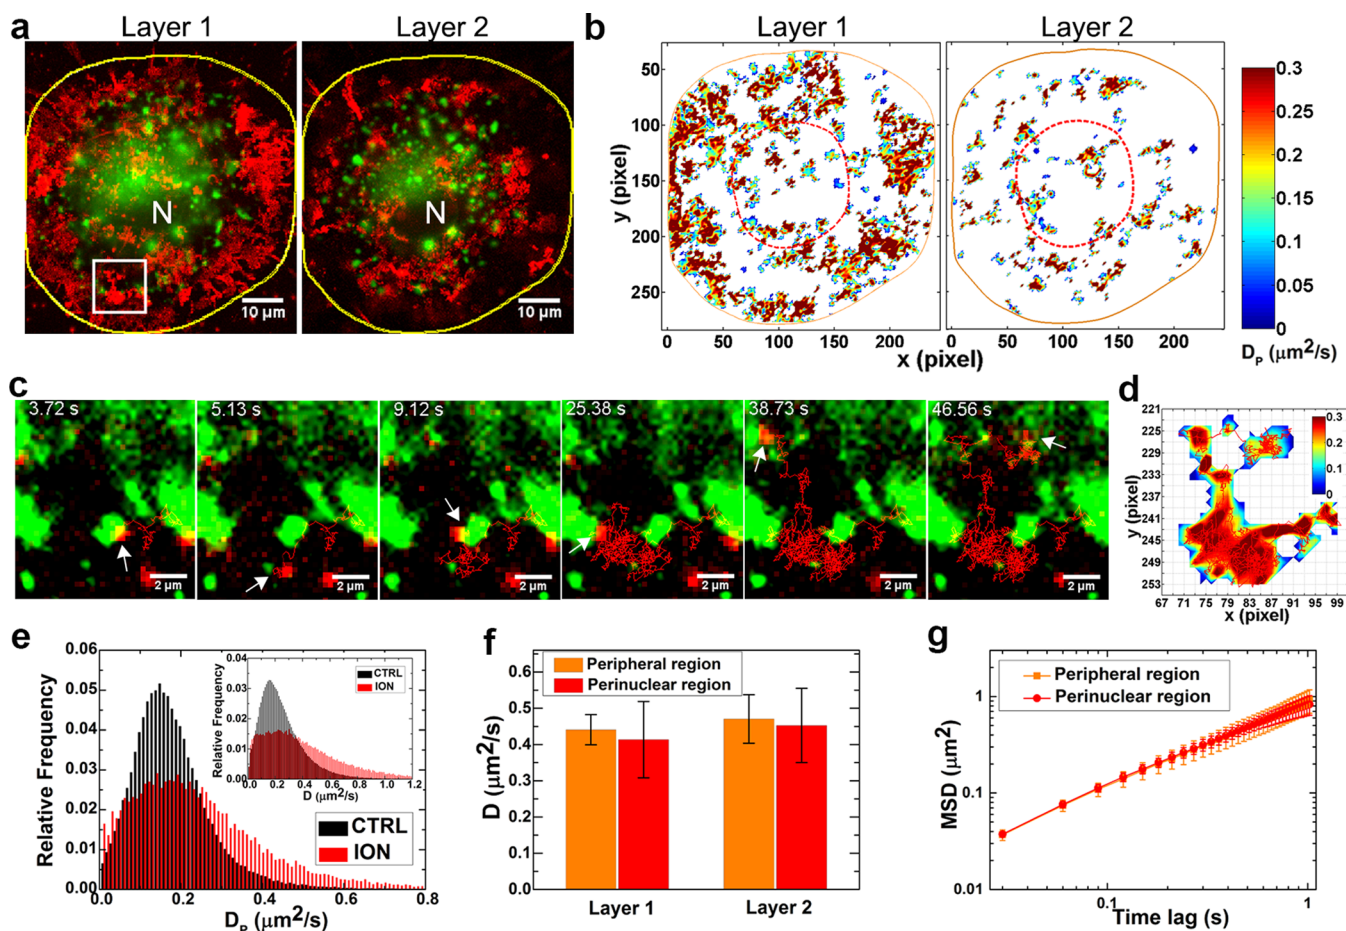 a
Layer 1
Layer 2
N
N
10 µm
10 µm
b
Layer 1
Layer 2
y (pixel)
50
100
150
200
250
0 50 100 150 200
0 50 100 150 200
x (pixel)
0.3
0.25
0.2
0.15
0.1
0.05
0
DP (µm2/s)
c
3.72 s
5.13 s
9.12 s
25.38 s
38.73 s
46.56 s
2 µm
2 µm
2 µm
2 µm
2 µm
2 µm
d
y (pixel)
221
225
229
233
237
241
245
249
253
67 71 75 79 83 87 91 95 99
x (pixel)
0.3
0.2
0.1
0
e
Relative Frequency
0.06
0.05
0.04
0.03
0.02
0.01
0.00
0.0 0.2 0.4 0.6 0.8
DP (µm2/s)
CTRL
ION
Relative Frequency
0.04
0.03
0.02
0.01
0.00
0 0.2 0.4 0.6 0.8 1.0 1.2
D (µm2/s)
CTRL
ION
f
D (µm2/s)
0.6
0.5
0.4
0.3
0.2
0.1
0.0
Peripheral region
Perinuclear region
Layer 1
Layer 2
g
MSD (µm2)
1
0.1
0.01
Peripheral region
Perinuclear region
0.1
1
Time lag (s)